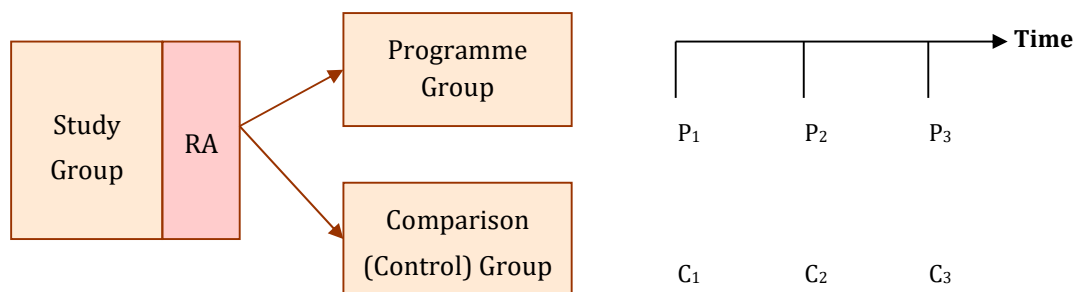 Study
Group
RA
Programme
Group
Comparison
(Control) Group
Time
P₁ P₂ P₃
C₁ C₂ C₃